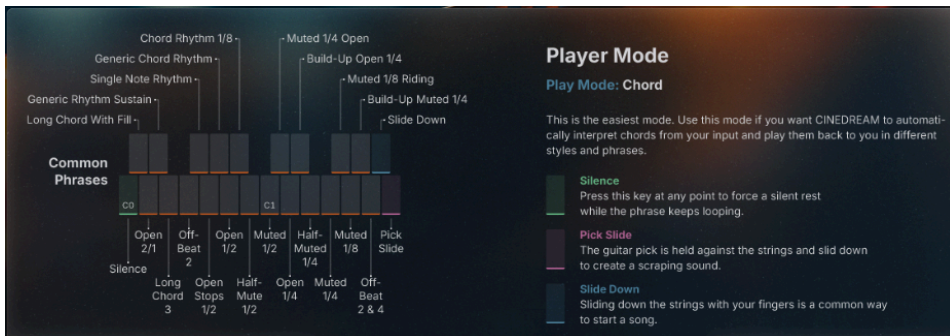 Chord Rhythm 1/8
Generic Chord Rhythm
Single Note Rhythm
Generic Rhythm Sustain
Long Chord With Fill
Muted 1/4 Open
Build-Up Open 1/4
Muted 1/8 Riding
Build-Up Muted 1/4
Slide Down
Common
Phrases
C0
C1
Silence
Open
2/1
Long
Chord
3
Off-
Beat
2
Open
Stops
1/2
Open
1/2
Half-
Mute
1/2
Muted
1/2
Open
1/4
Half-
Muted
1/4
Muted
1/4
Muted
1/8
Off-
Beat
2 & 4
Pick
Slide
Player Mode
Play Mode: Chord
This is the easiest mode. Use this mode if you want CINEDREAM to automati-
cally interpret chords from your input and play them back to you in different
styles and phrases.
Silence
Press this key at any point to force a silent rest
while the phrase keeps looping.
Pick Slide
The guitar pick is held against the strings and slid down
to create a scraping sound.
Slide Down
Sliding down the strings with your fingers is a common way
to start a song.